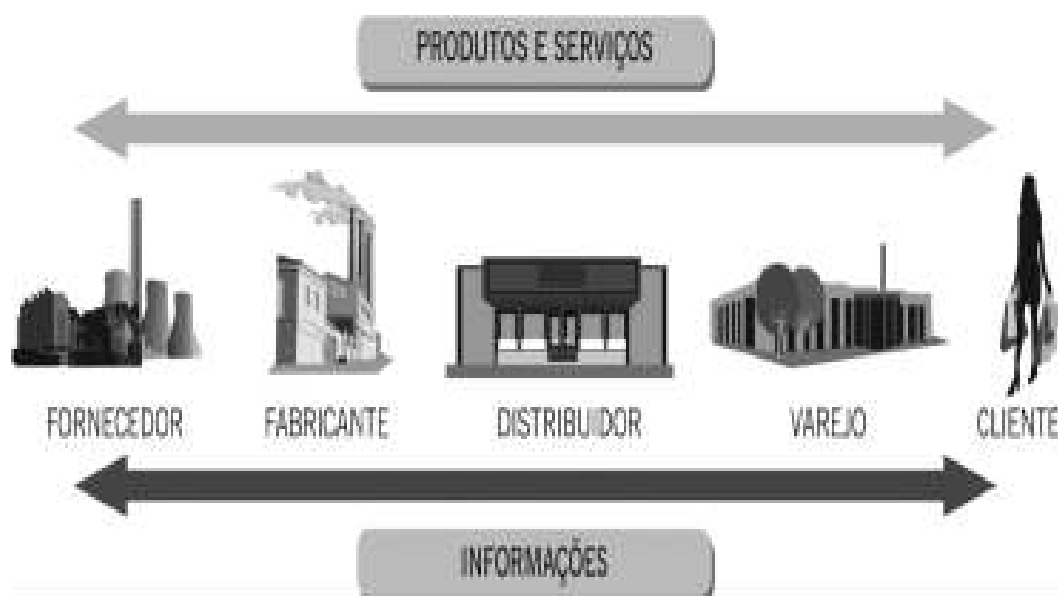 PRODUTOS E SERVIÇOS
FORNECEDOR FABRICANTE DISTRIBUIDOR VAREJO CLIENTE
INFORMAÇÕES